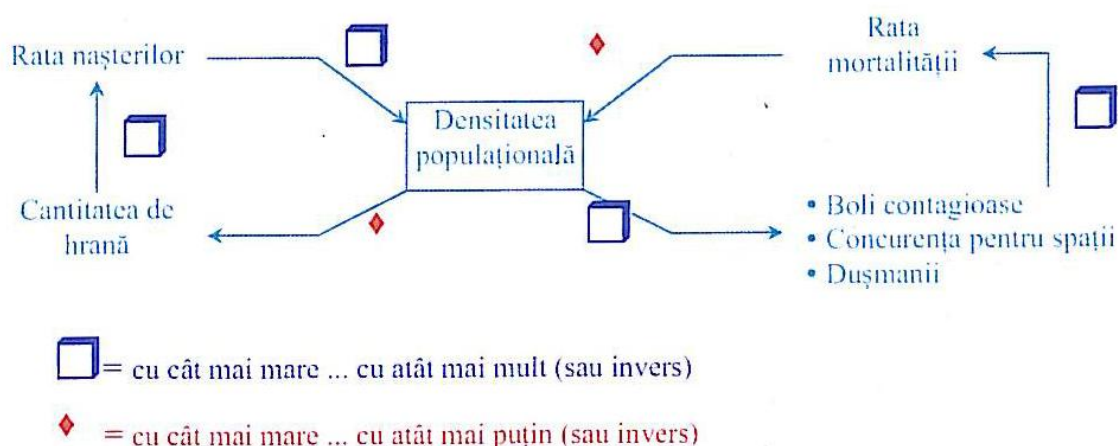 Rata nașterilor
Rata
mortalității
Densitatea
populațională
Cantitatea de
hrană
• Boli contagioase
• Concurența pentru spații
• Dușmanii
= cu cât mai mare ... cu atât mai mult (sau invers)
= cu cât mai mare ... cu atât mai puțin (sau invers)